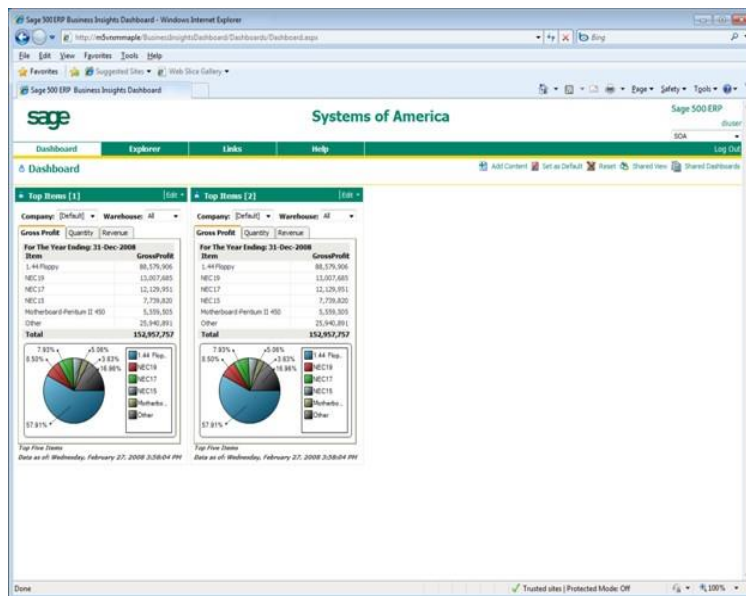 Sage 500 ERP Business Insights Dashboard - Windows Internet Explorer
http://m5vnmmaple/BusinessInsightsDashboard/Dashboards/Dashboard.aspx
Bing
File Edit View Favorites Tools Help
Favorites Suggested Sites Web Slice Gallery
Sage 500 ERP Business Insights Dashboard
Page Safety Tools
sage
Systems of America
Sage 500 ERP
SOA
Dashboard Explorer Links Help Log Out
Dashboard
Add Content Set as Default Reset Shared View Shared Dashboards
Top Items [1] Edit
Company: [Default] Warehouse: All
Gross Profit Quantity Revenue
For The Year Ending: 31-Dec-2008
Item GrossProfit
1.44 Floppy 88,579,906
NEC19 13,007,685
NEC17 12,129,951
NEC15 7,739,820
Motherboard-Pentium II 450 5,559,505
Other 25,940,891
Total 152,957,757
7.93% 5.06%
8.50% 3.63%
16.96%
57.91%
1.44 Flop..
NEC19
NEC17
NEC15
Motherbo...
Other
Top Five Items
Data as of: Wednesday, February 27, 2008 3:58:04 PM
Top Items [2] Edit
Company: [Default] Warehouse: All
Gross Profit Quantity Revenue
For The Year Ending: 31-Dec-2008
Item GrossProfit
1.44 Floppy 88,579,906
NEC19 13,007,685
NEC17 12,129,951
NEC15 7,739,820
Motherboard-Pentium II 450 5,559,505
Other 25,940,891
Total 152,957,757
7.93% 5.06%
8.50% 3.63%
16.96%
57.91%
1.44 Flop..
NEC19
NEC17
NEC15
Motherbo...
Other
Top Five Items
Data as of: Wednesday, February 27, 2008 3:58:04 PM
Done
Trusted sites | Protected Mode: Off
100%